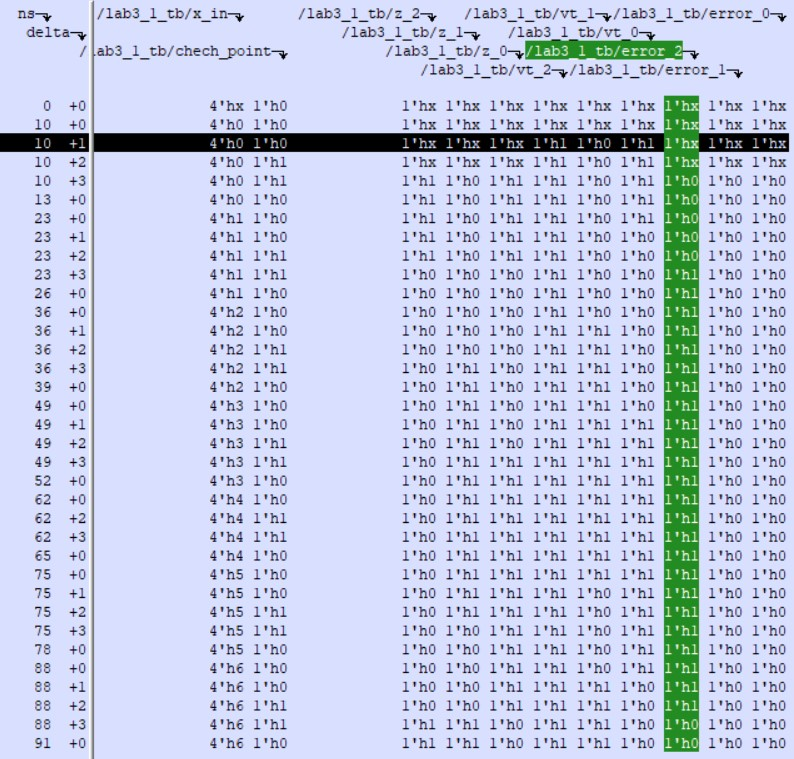 ns /lab3_1_tb/x_in /lab3_1_tb/z_2 /lab3_1_tb/vt_1 /lab3_1_tb/error_0
delta /lab3_1_tb/z_1 /lab3_1_tb/vt_0
/ .ab3_1_tb/chech_point /lab3_1_tb/z_0 /lab3_1_tb/error_2
/lab3_1_tb/vt_2 /lab3_1_tb/error_1
0 +0 4'hx 1'h0 1'hx 1'hx 1'hx 1'hx 1'hx 1'hx 1'hx 1'hx 1'hx
10 +0 4'h0 1'h0 1'hx 1'hx 1'hx 1'hx 1'hx 1'hx 1'hx 1'hx 1'hx
10 +1 4'h0 1'h0 1'hx 1'hx 1'hx 1'h1 1'h0 1'h1 1'hx 1'hx 1'hx
10 +2 4'h0 1'h1 1'hx 1'hx 1'hx 1'h1 1'h0 1'h1 1'hx 1'hx 1'hx
10 +3 4'h0 1'h1 1'h1 1'h0 1'h1 1'h1 1'h0 1'h1 1'h0 1'h0 1'h0
13 +0 4'h0 1'h0 1'h1 1'h0 1'h1 1'h1 1'h0 1'h1 1'h0 1'h0 1'h0
23 +0 4'h1 1'h0 1'h1 1'h0 1'h1 1'h1 1'h0 1'h1 1'h0 1'h0 1'h0
23 +1 4'h1 1'h0 1'h1 1'h0 1'h1 1'h1 1'h0 1'h0 1'h0 1'h0 1'h0
23 +2 4'h1 1'h1 1'h1 1'h0 1'h1 1'h1 1'h0 1'h0 1'h0 1'h0 1'h0
23 +3 4'h1 1'h1 1'h0 1'h0 1'h0 1'h1 1'h0 1'h0 1'h1 1'h0 1'h0
26 +0 4'h1 1'h0 1'h0 1'h0 1'h0 1'h1 1'h0 1'h0 1'h1 1'h0 1'h0
36 +0 4'h2 1'h0 1'h0 1'h0 1'h0 1'h1 1'h0 1'h0 1'h1 1'h0 1'h0
36 +1 4'h2 1'h0 1'h0 1'h0 1'h0 1'h1 1'h1 1'h0 1'h1 1'h0 1'h0
36 +2 4'h2 1'h1 1'h0 1'h0 1'h0 1'h1 1'h1 1'h0 1'h1 1'h0 1'h0
36 +3 4'h2 1'h1 1'h0 1'h1 1'h0 1'h1 1'h1 1'h0 1'h1 1'h0 1'h0
39 +0 4'h2 1'h0 1'h0 1'h1 1'h0 1'h1 1'h1 1'h0 1'h1 1'h0 1'h0
49 +0 4'h3 1'h0 1'h0 1'h1 1'h0 1'h1 1'h1 1'h0 1'h1 1'h0 1'h0
49 +1 4'h3 1'h0 1'h0 1'h1 1'h0 1'h1 1'h1 1'h1 1'h1 1'h0 1'h0
49 +2 4'h3 1'h1 1'h0 1'h1 1'h0 1'h1 1'h1 1'h1 1'h1 1'h0 1'h0
49 +3 4'h3 1'h1 1'h0 1'h1 1'h1 1'h1 1'h1 1'h1 1'h1 1'h0 1'h0
52 +0 4'h3 1'h0 1'h0 1'h1 1'h1 1'h1 1'h1 1'h1 1'h1 1'h0 1'h0
62 +0 4'h4 1'h0 1'h0 1'h1 1'h1 1'h1 1'h1 1'h1 1'h1 1'h0 1'h0
62 +2 4'h4 1'h1 1'h0 1'h1 1'h1 1'h1 1'h1 1'h1 1'h1 1'h0 1'h0
62 +3 4'h4 1'h1 1'h0 1'h1 1'h1 1'h1 1'h1 1'h1 1'h1 1'h0 1'h0
65 +0 4'h4 1'h0 1'h0 1'h1 1'h1 1'h1 1'h1 1'h1 1'h1 1'h0 1'h0
75 +0 4'h5 1'h0 1'h0 1'h1 1'h1 1'h1 1'h1 1'h1 1'h1 1'h0 1'h0
75 +1 4'h5 1'h0 1'h0 1'h1 1'h1 1'h1 1'h0 1'h1 1'h1 1'h0 1'h0
75 +2 4'h5 1'h1 1'h0 1'h1 1'h1 1'h1 1'h0 1'h1 1'h1 1'h0 1'h0
75 +3 4'h5 1'h1 1'h0 1'h0 1'h1 1'h1 1'h0 1'h1 1'h1 1'h0 1'h0
78 +0 4'h5 1'h0 1'h0 1'h0 1'h1 1'h1 1'h0 1'h1 1'h1 1'h0 1'h0
88 +0 4'h6 1'h0 1'h0 1'h0 1'h1 1'h1 1'h0 1'h1 1'h1 1'h0 1'h0
88 +1 4'h6 1'h0 1'h0 1'h0 1'h1 1'h1 1'h1 1'h0 1'h1 1'h0 1'h0
88 +2 4'h6 1'h1 1'h0 1'h0 1'h1 1'h1 1'h1 1'h0 1'h1 1'h0 1'h0
88 +3 4'h6 1'h1 1'h1 1'h1 1'h0 1'h1 1'h1 1'h0 1'h0 1'h0 1'h0
91 +0 4'h6 1'h0 1'h1 1'h1 1'h0 1'h1 1'h1 1'h0 1'h0 1'h0 1'h0